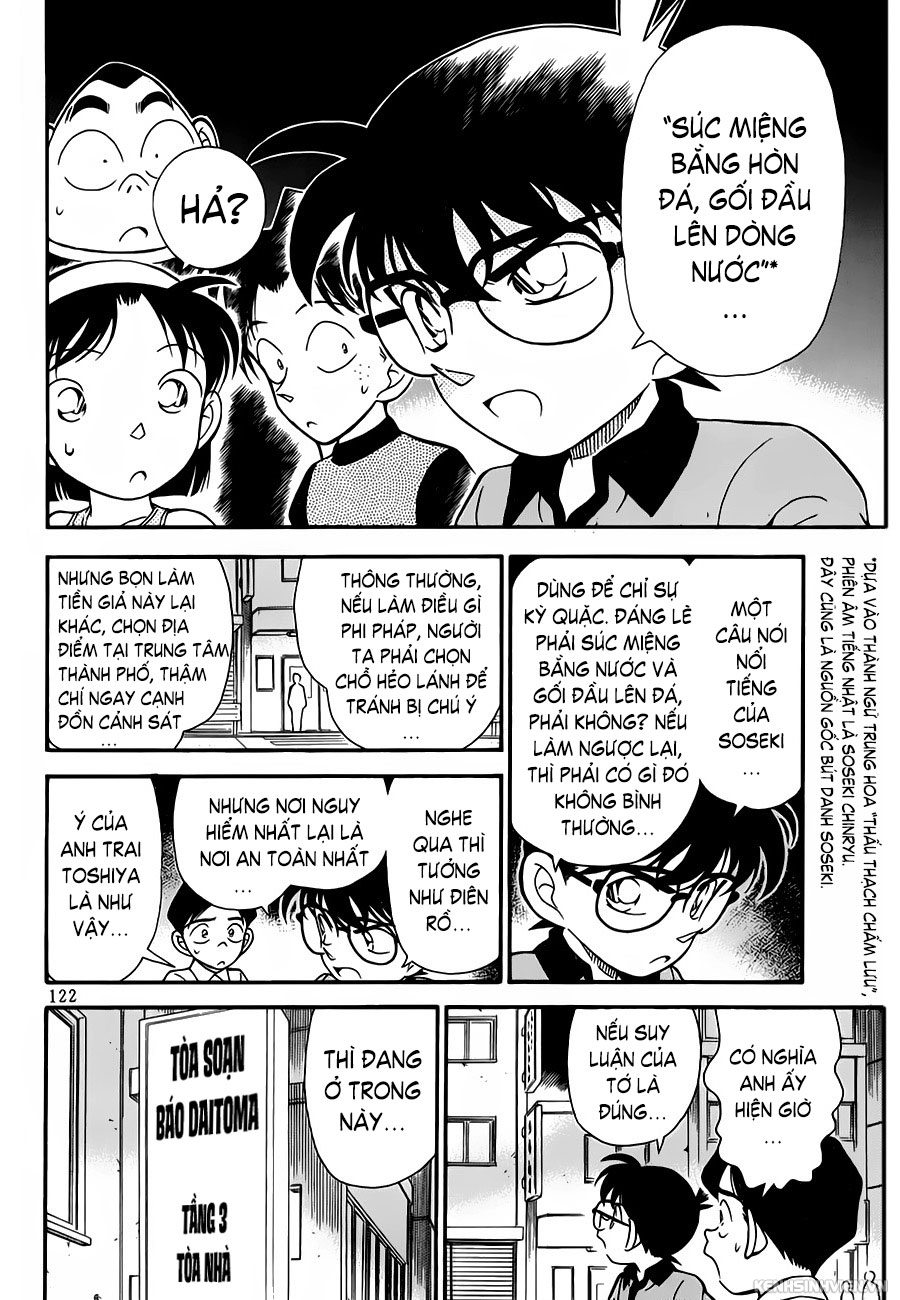 "SÚC MIỆNG
BẰNG HÒN
ĐÁ, GỐI ĐẦU
LÊN DÒNG
NƯỚC"*
...
HẢ?
MỘT
CÂU NÓI
NỔI
TIẾNG
CỦA
SOSEKI
DÙNG ĐỂ CHỈ SỰ
KỲ QUẶC. ĐÁNG LẼ
PHẢI SÚC MIỆNG
BẰNG NƯỚC VÀ
GỐI ĐẦU LÊN ĐÁ,
PHẢI KHÔNG? NẾU
LÀM NGƯỢC LẠI,
THÌ PHẢI CÓ GÌ ĐÓ
KHÔNG BÌNH
THƯỜNG...
*DỰA VÀO THÀNH NGỮ TRUNG HOA "THẤU THẠCH CHẨM LƯU",
PHIÊN ÂM TIẾNG NHẬT LÀ SOSEKI CHINRYU.
ĐÂY CŨNG LÀ NGUỒN GỐC BÚT DANH SOSEKI.
THÔNG THƯỜNG,
NẾU LÀM ĐIỀU GÌ
PHI PHÁP, NGƯỜI
TA PHẢI CHỌN
CHỖ HẺO LÁNH ĐỂ
TRÁNH BỊ CHÚ Ý
...
NHƯNG BỌN LÀM
TIỀN GIẢ NÀY LẠI
KHÁC, CHỌN ĐỊA
ĐIỂM TẠI TRUNG TÂM
THÀNH PHỐ, THẬM
CHÍ NGAY CẠNH
ĐỒN CẢNH SÁT
...
NGHE
QUA THÌ
TƯỞNG
NHƯ ĐIÊN
RỒ...
NHƯNG NƠI NGUY
HIỂM NHẤT LẠI LÀ
NƠI AN TOÀN NHẤT
...
Ý CỦA
ANH TRAI
TOSHIYA
LÀ NHƯ
VẬY...
122
CÓ NGHĨA
ANH ẤY
HIỆN GIỜ
...
NẾU SUY
LUẬN CỦA
TỚ LÀ
ĐÚNG...
THÌ ĐANG
Ở TRONG
NÀY...
TÒA SOẠN
BÁO DAITOMA
TẦNG 3
TÒA NHÀ